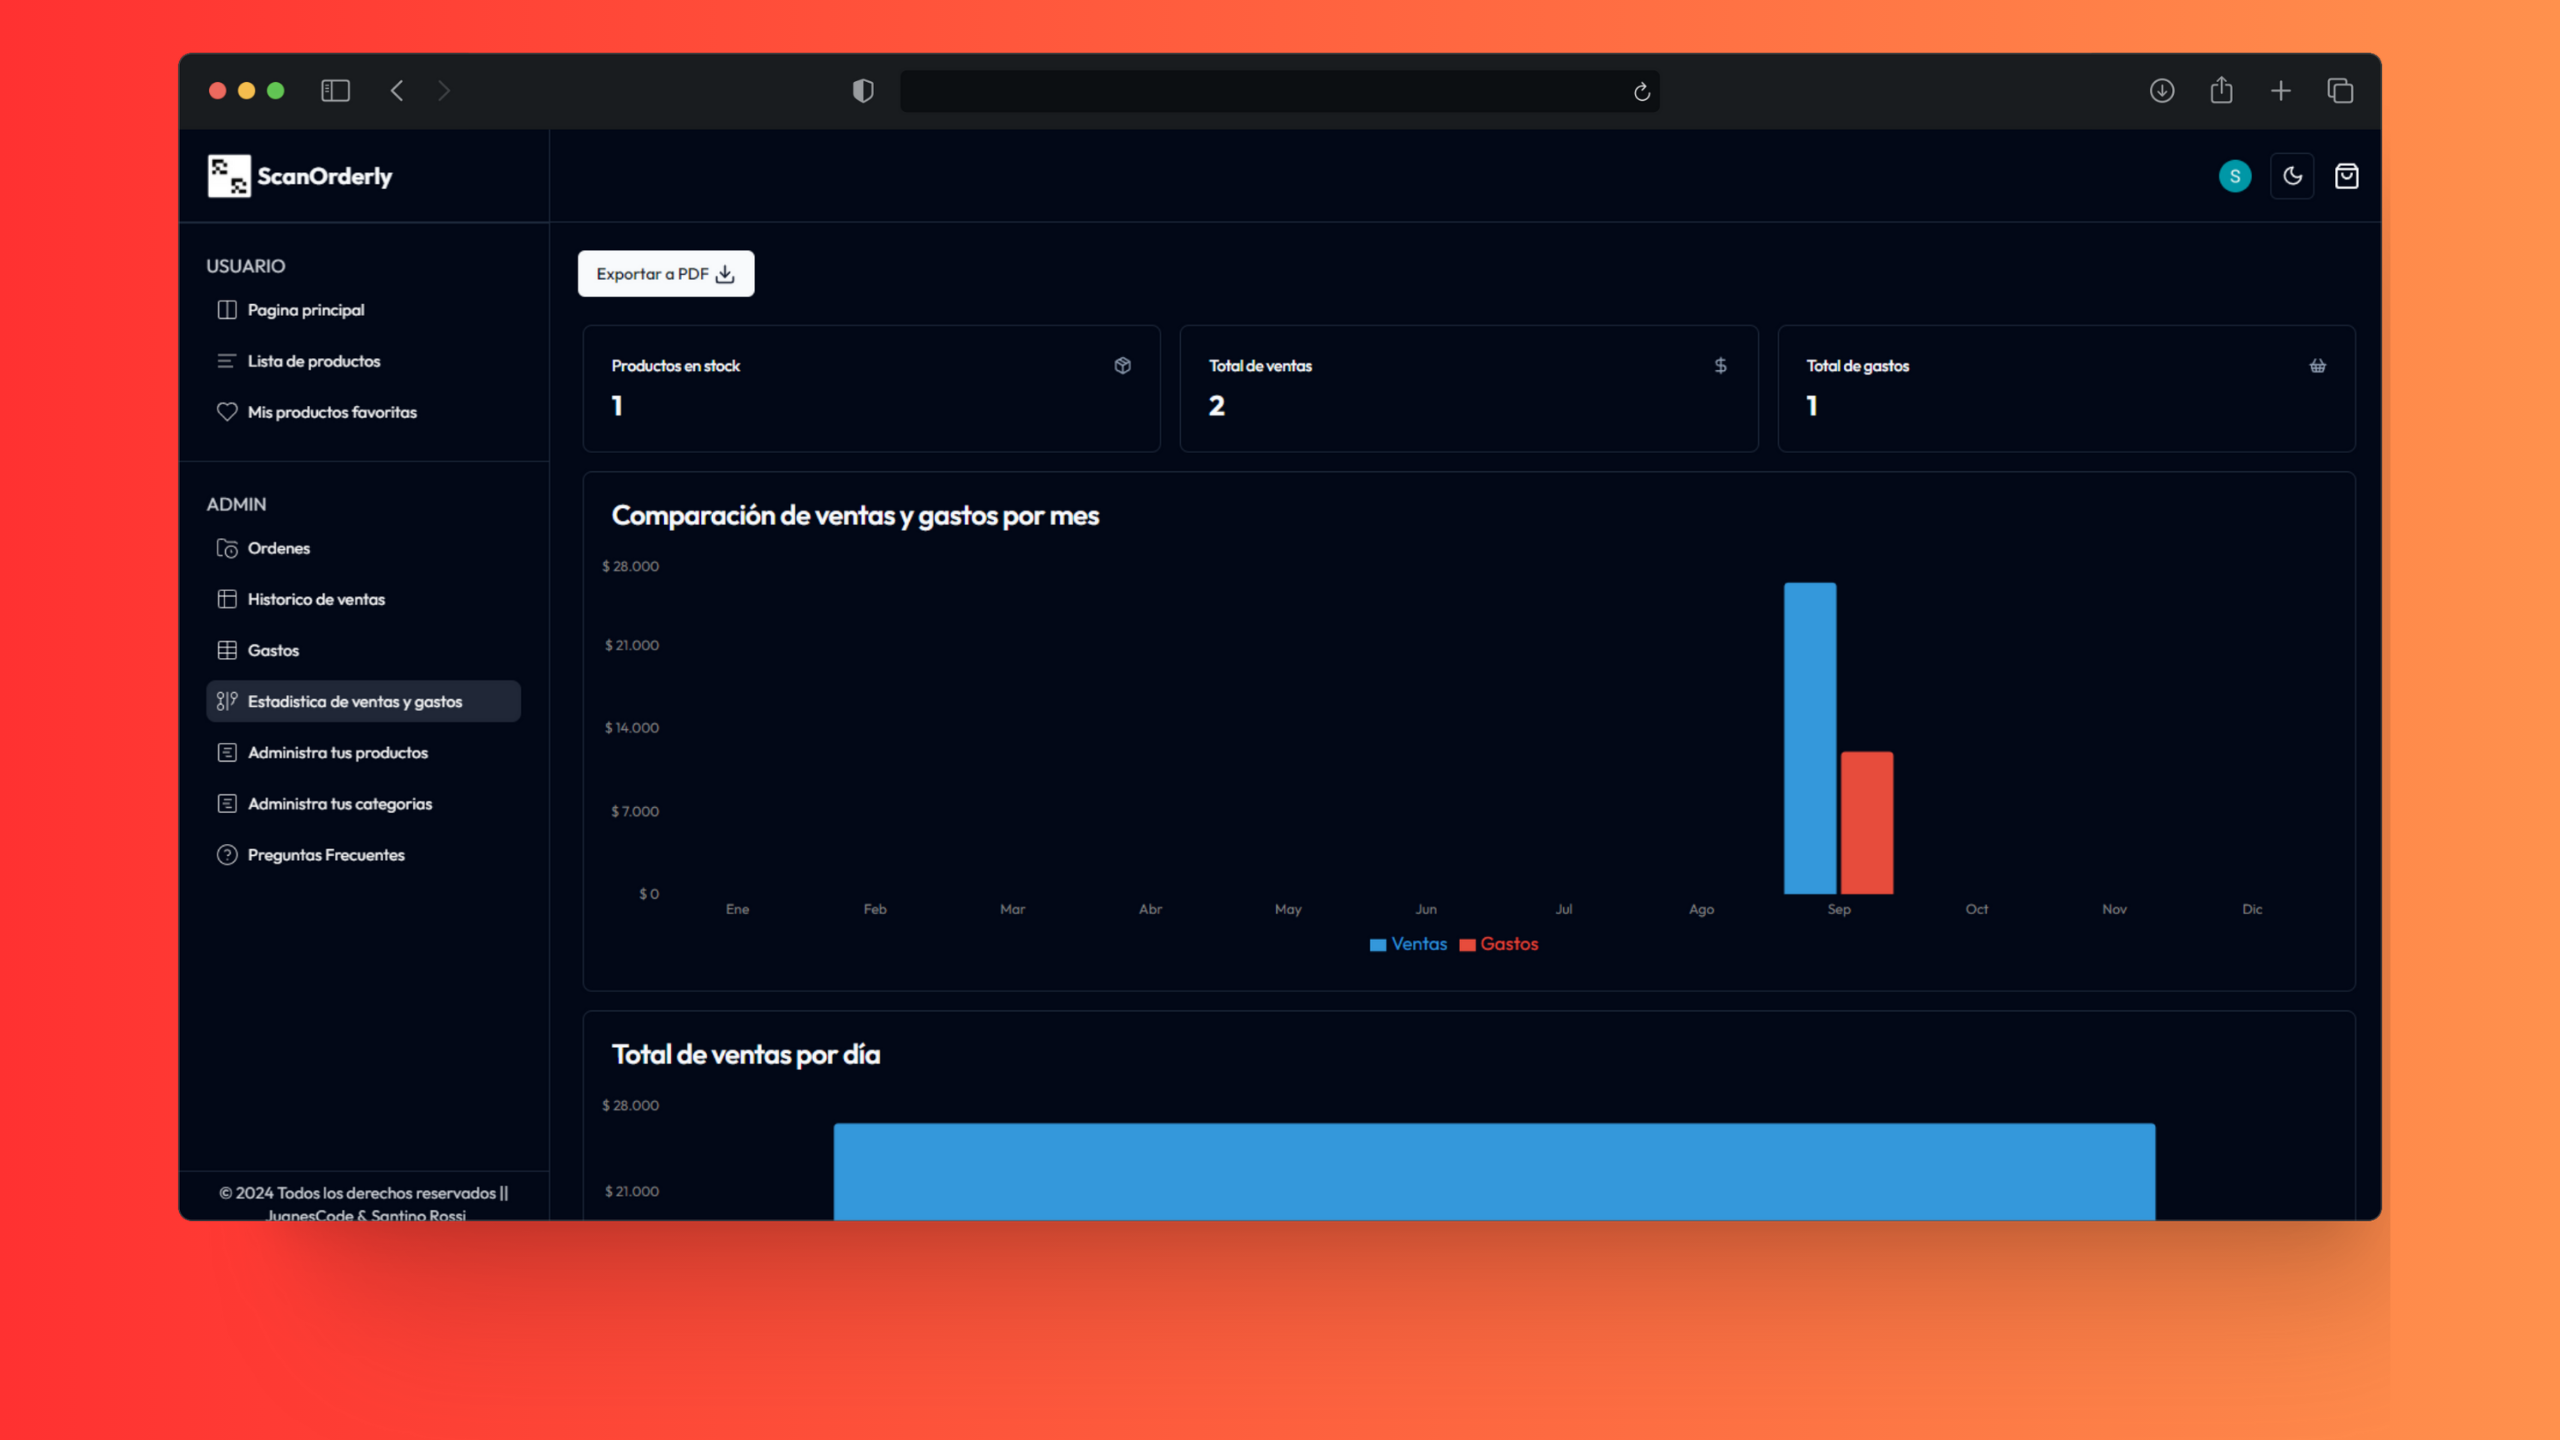 ScanOrderly
S
USUARIO
Pagina principal
Lista de productos
Mis productos favoritas
ADMIN
Ordenes
Historico de ventas
Gastos
Estadistica de ventas y gastos
Administra tus productos
Administra tus categorias
Preguntas Frecuentes
© 2024 Todos los derechos reservados ||
JuanesCode & Santino Rossi
Exportar a PDF
Productos en stock
1
Total de ventas
2
Total de gastos
1
Comparación de ventas y gastos por mes
$ 28.000
$ 21.000
$ 14.000
$ 7.000
$ 0
Ene Feb Mar Abr May Jun Jul Ago Sep Oct Nov Dic
Ventas Gastos
Total de ventas por día
$ 28.000
$ 21.000